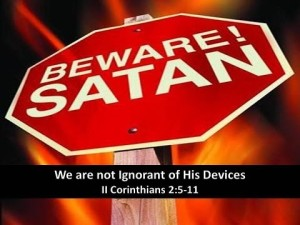 BEWARE!
SATAN
We are not Ignorant of His Devices
II Corinthians 2:5-11